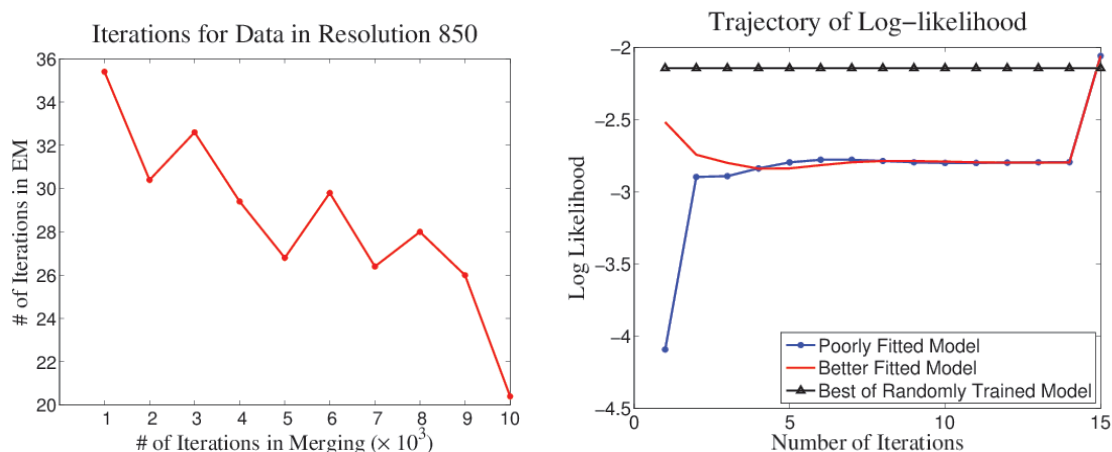 Iterations for Data in Resolution 850
36
34
32
30
28
26
24
22
20
# of Iterations in EM
1 2 3 4 5 6 7 8 9 10
# of Iterations in Merging (× 10³)
Trajectory of Log−likelihood
−2
−2.5
−3
−3.5
−4
−4.5
Log Likelihood
Poorly Fitted Model
Better Fitted Model
Best of Randomly Trained Model
0 5 10 15
Number of Iterations